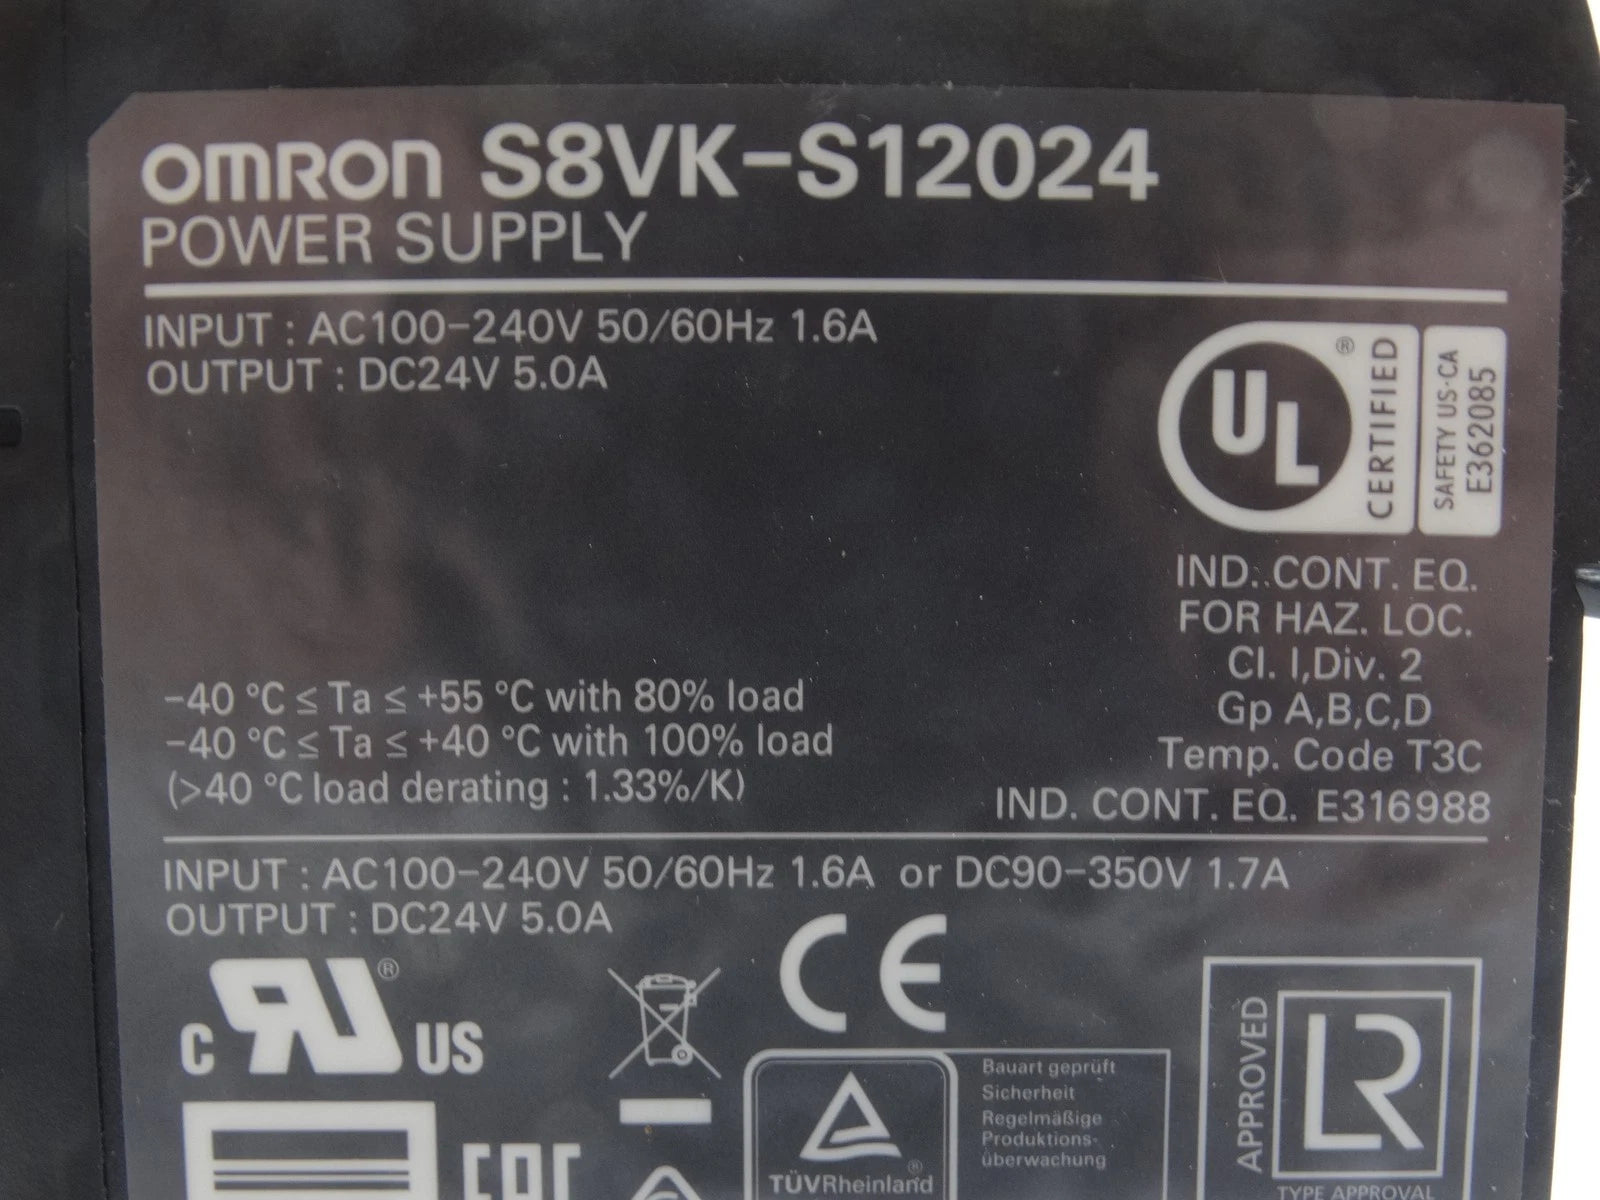 OMRON S8VK-S12024
POWER SUPPLY
INPUT : AC100-240V 50/60Hz 1.6A
OUTPUT : DC24V 5.0A
UL ® CERTIFIED
SAFETY US·CA
E362085
IND. CONT. EQ.
FOR HAZ. LOC.
Cl. I,Div. 2
Gp A,B,C,D
Temp. Code T3C
IND. CONT. EQ. E316988
-40 °C ≤ Ta ≤ +55 °C with 80% load
-40 °C ≤ Ta ≤ +40 °C with 100% load
(>40 °C load derating : 1.33%/K)
INPUT : AC100-240V 50/60Hz 1.6A or DC90-350V 1.7A
OUTPUT : DC24V 5.0A
C RU ® US
CE
TÜVRheinland ®
Bauart geprüft
Sicherheit
Regelmäßige
Produktions-
überwachung
APPROVED
LR
TYPE APPROVAL
EAC